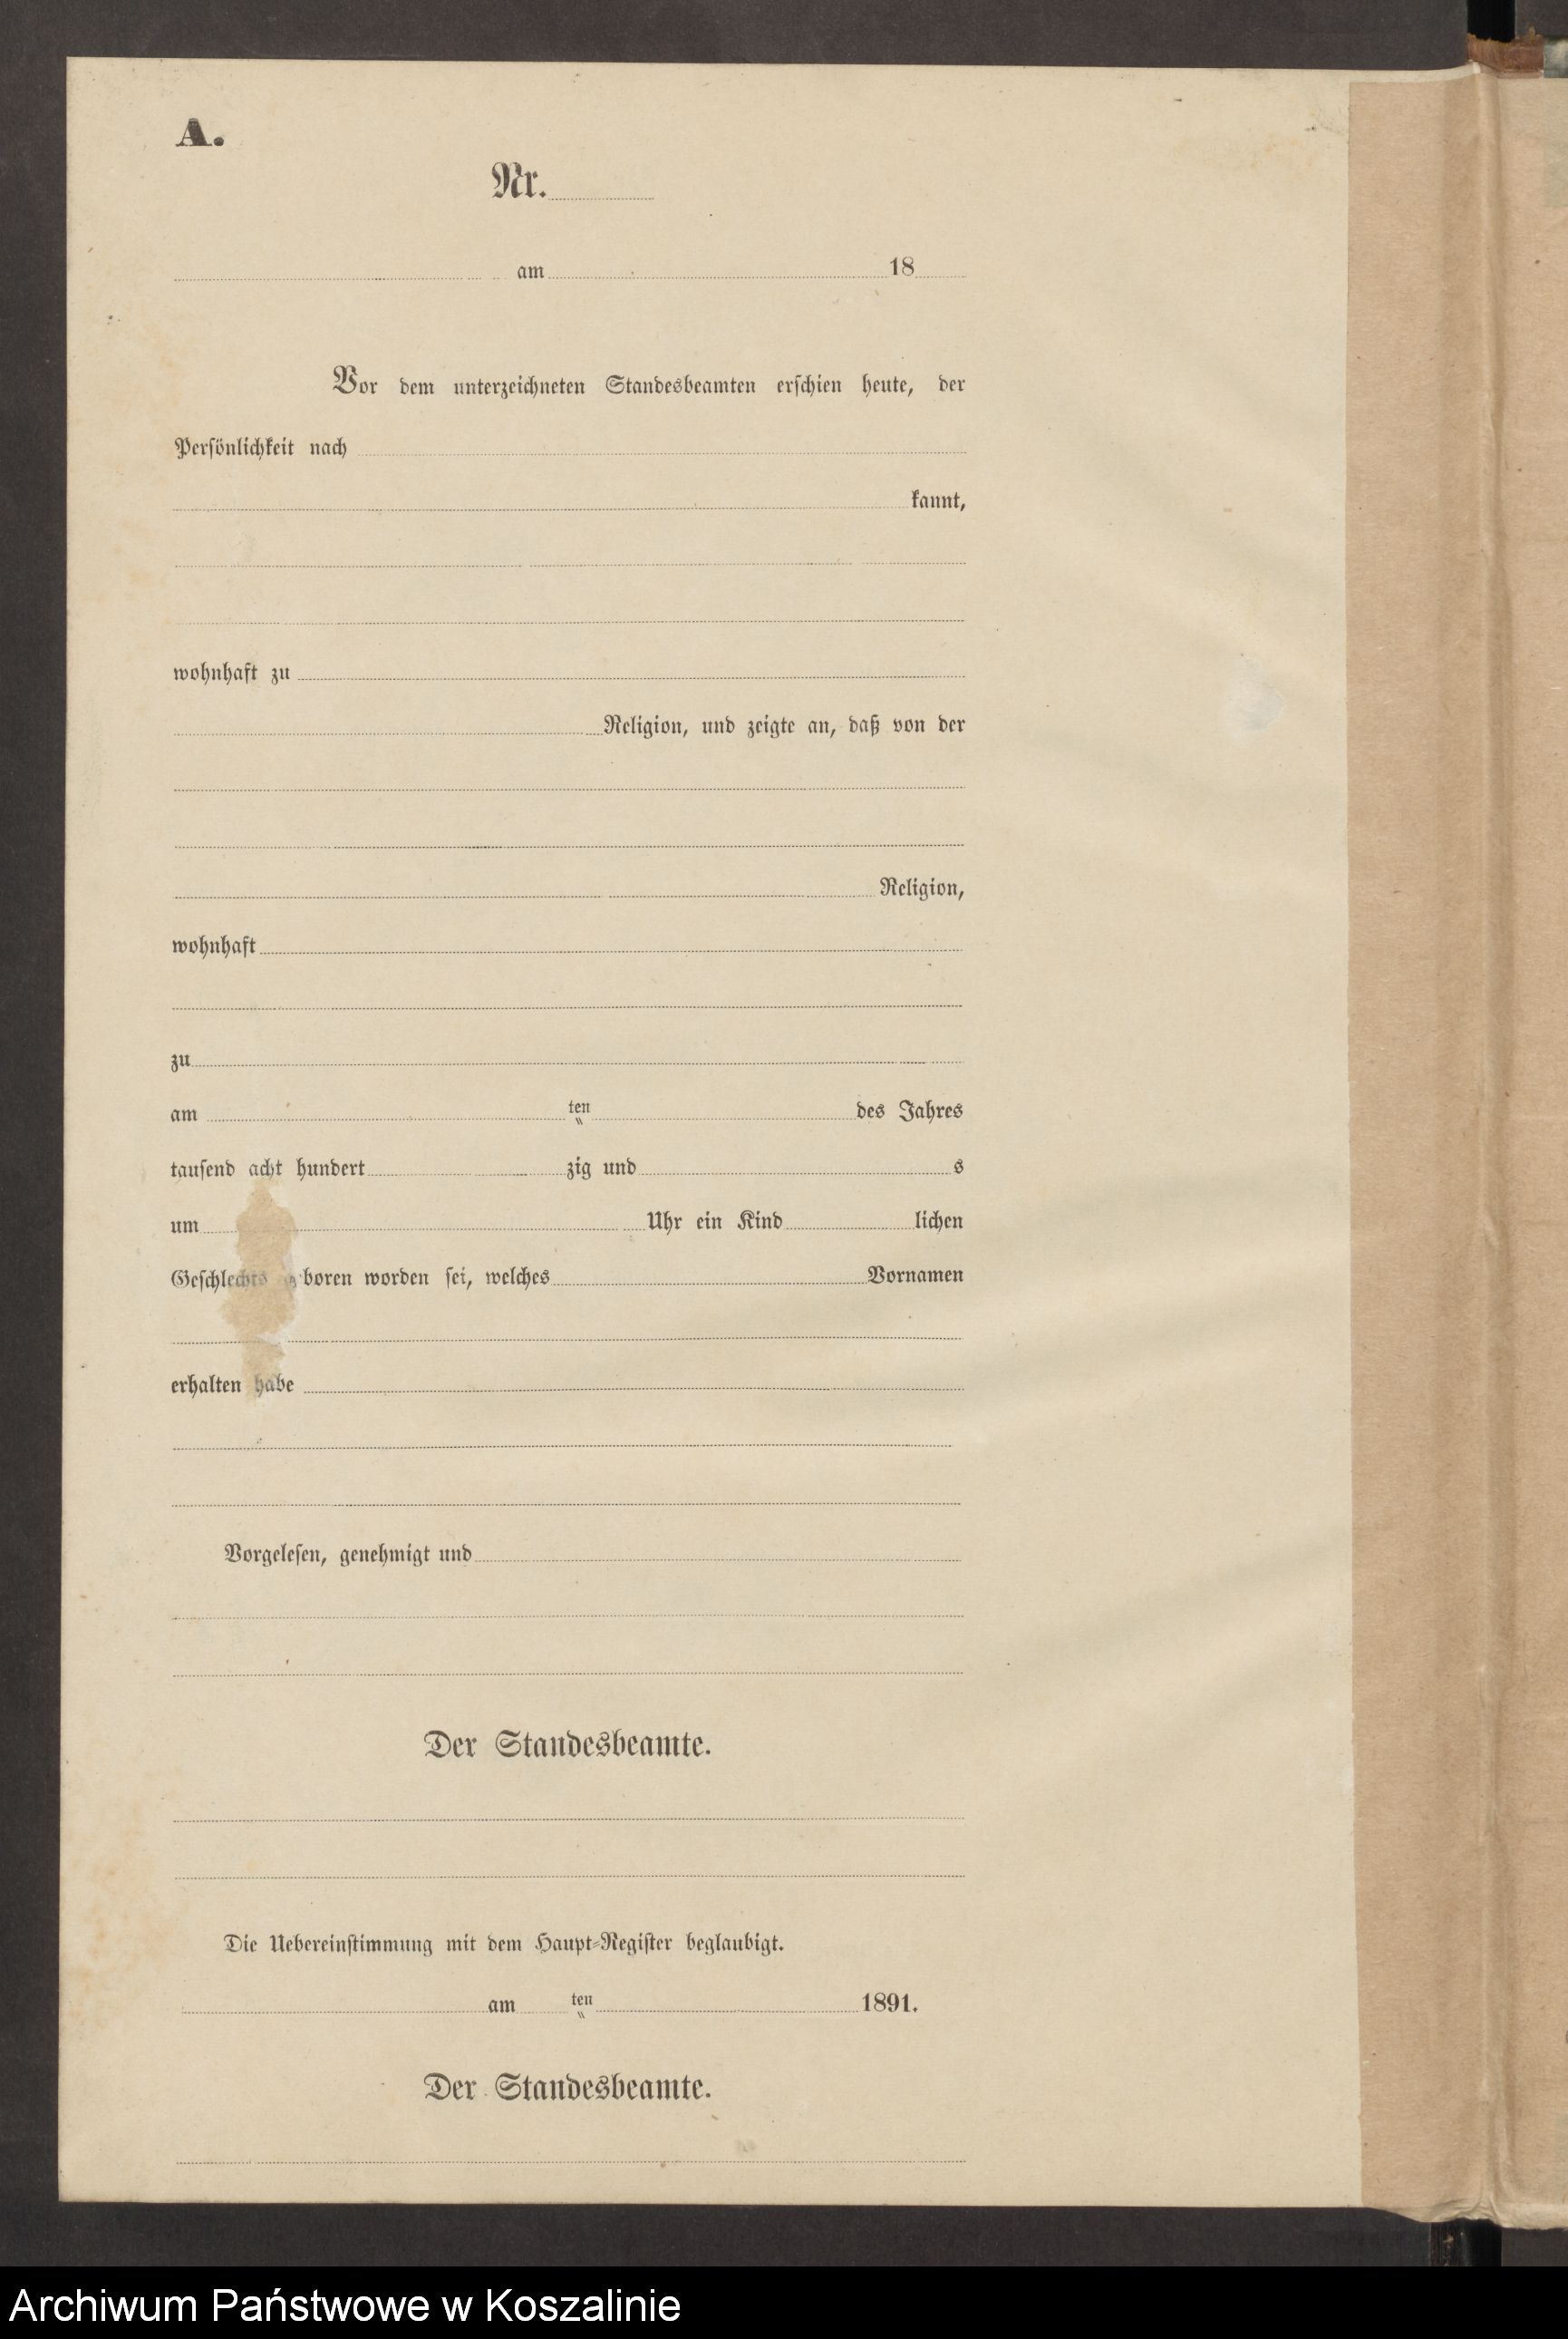 A.
Nr.
am 18
Vor dem unterzeichneten Standesbeamten erschien heute, der
Persönlichkeit nach
kannt,
wohnhaft zu
Religion, und zeigte an, daß von der
Religion,
wohnhaft
zu
am ten des Jahres
tausend acht hundert zig und s
um Uhr ein Kind lichen
Geschlechts geboren worden sei, welches Vornamen
erhalten habe
Vorgelesen, genehmigt und
Der Standesbeamte.
Die Uebereinstimmung mit dem Haupt-Register beglaubigt.
am ten 1891.
Der Standesbeamte.
Archiwum Państwowe w Koszalinie